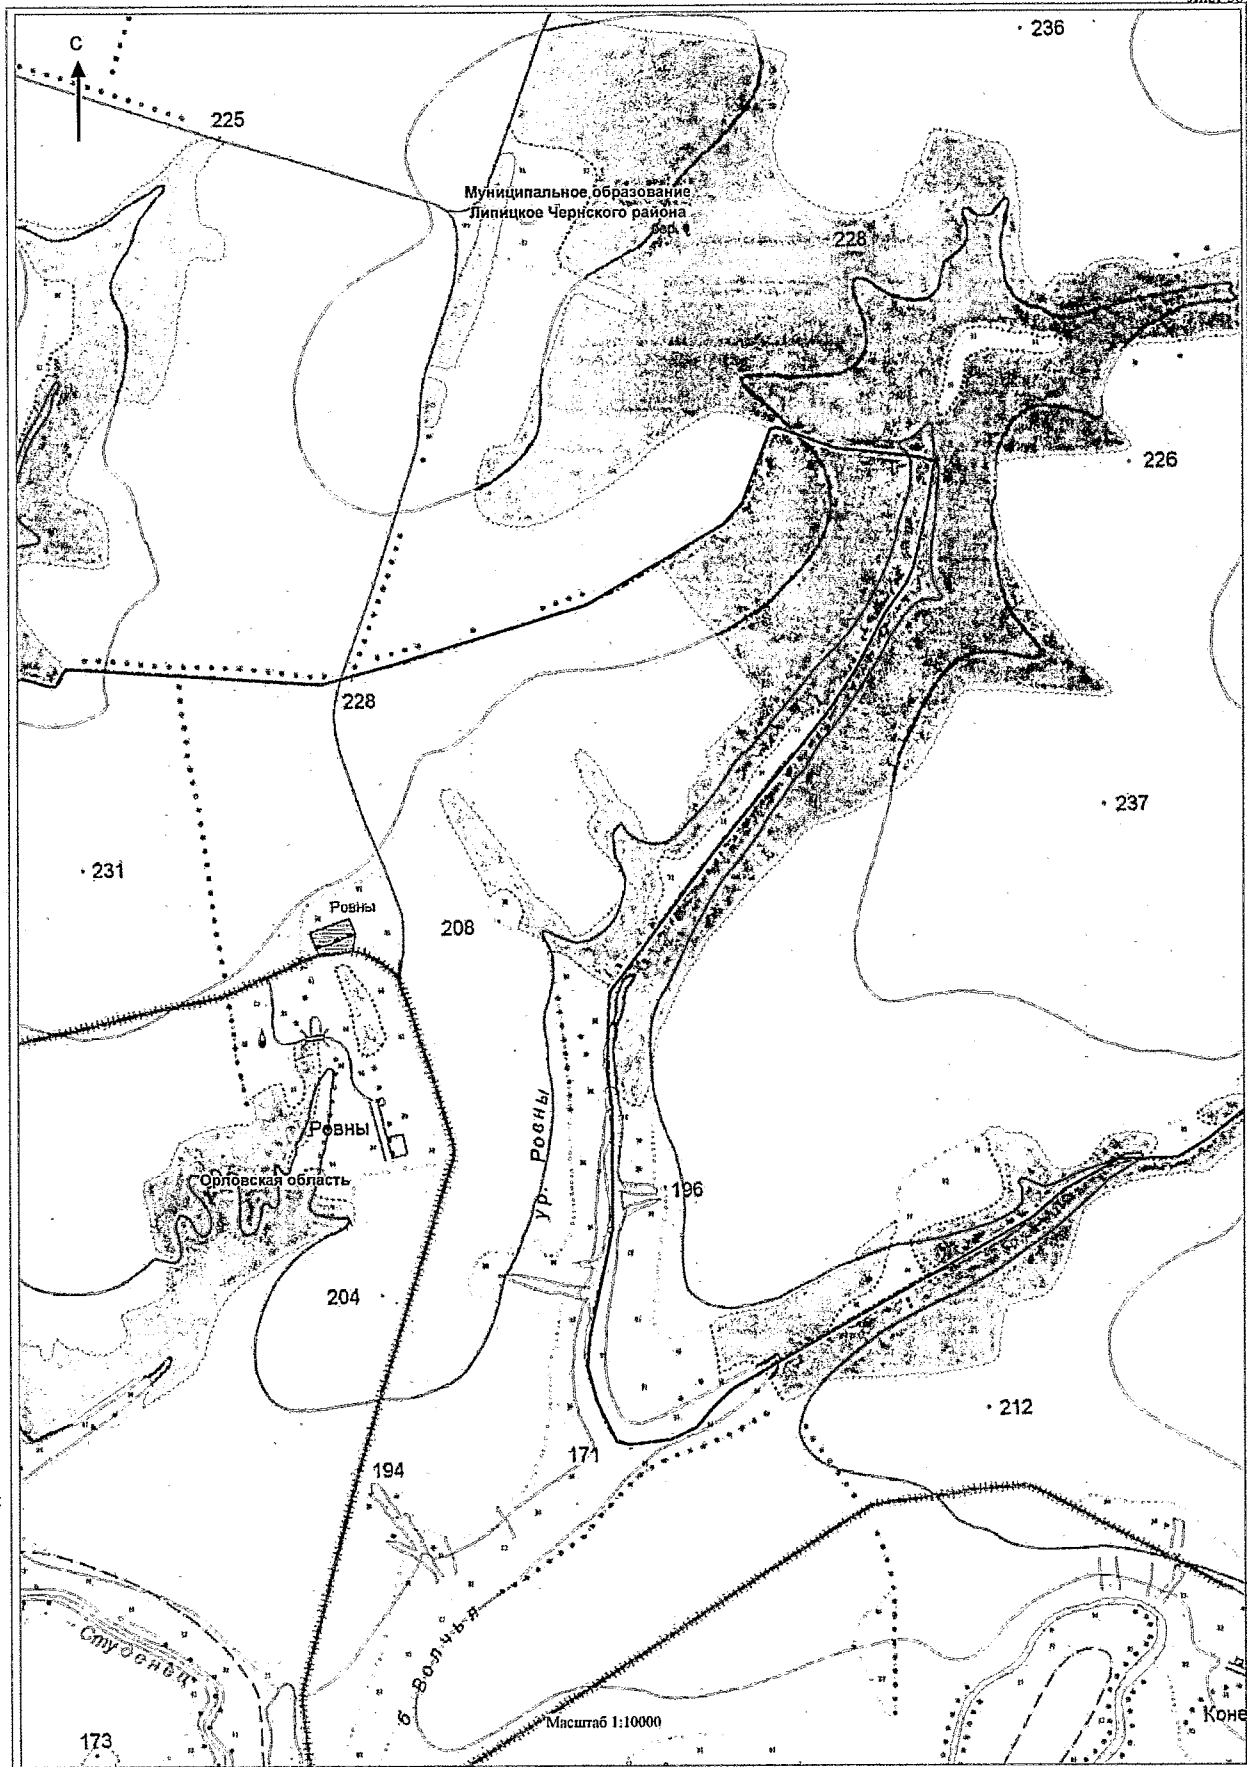 236
С
225
Муниципальное образование
Липицкое Чернского района
бер.
228
226
228
237
231
Ровны
208
ур. Ровны
Ровны
Орловская область
196
204
212
171
194
Студенец
б Волчья
Масштаб 1:10000
Коне
173